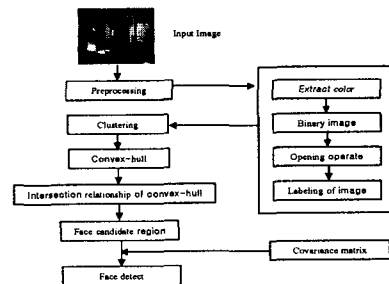 Input Image
Preprocessing
Extract color
Clustering
Binary image
Convex-hull
Opening operate
Intersection relationship of convex-hull
Labeling of image
Face candidate region
Covariance matrix
Face detect